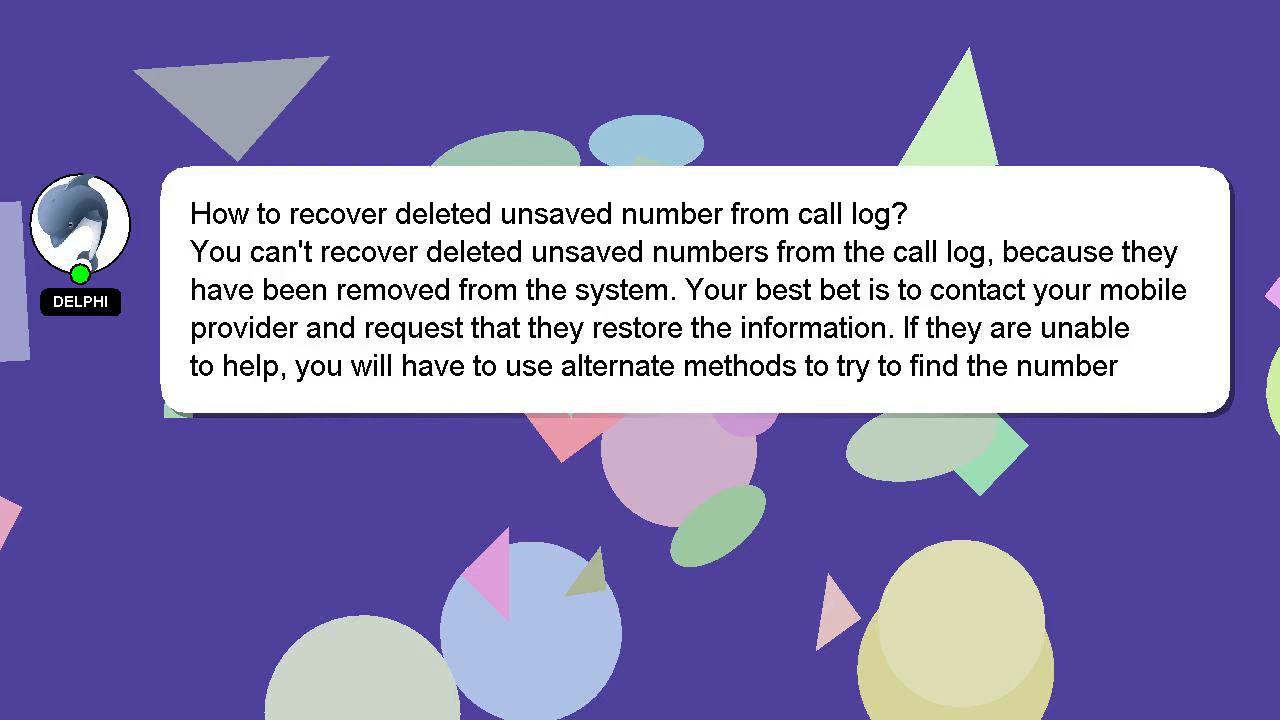 How to recover deleted unsaved number from call log?
You can't recover deleted unsaved numbers from the call log, because they
have been removed from the system. Your best bet is to contact your mobile
provider and request that they restore the information. If they are unable
to help, you will have to use alternate methods to try to find the number
DELPHI